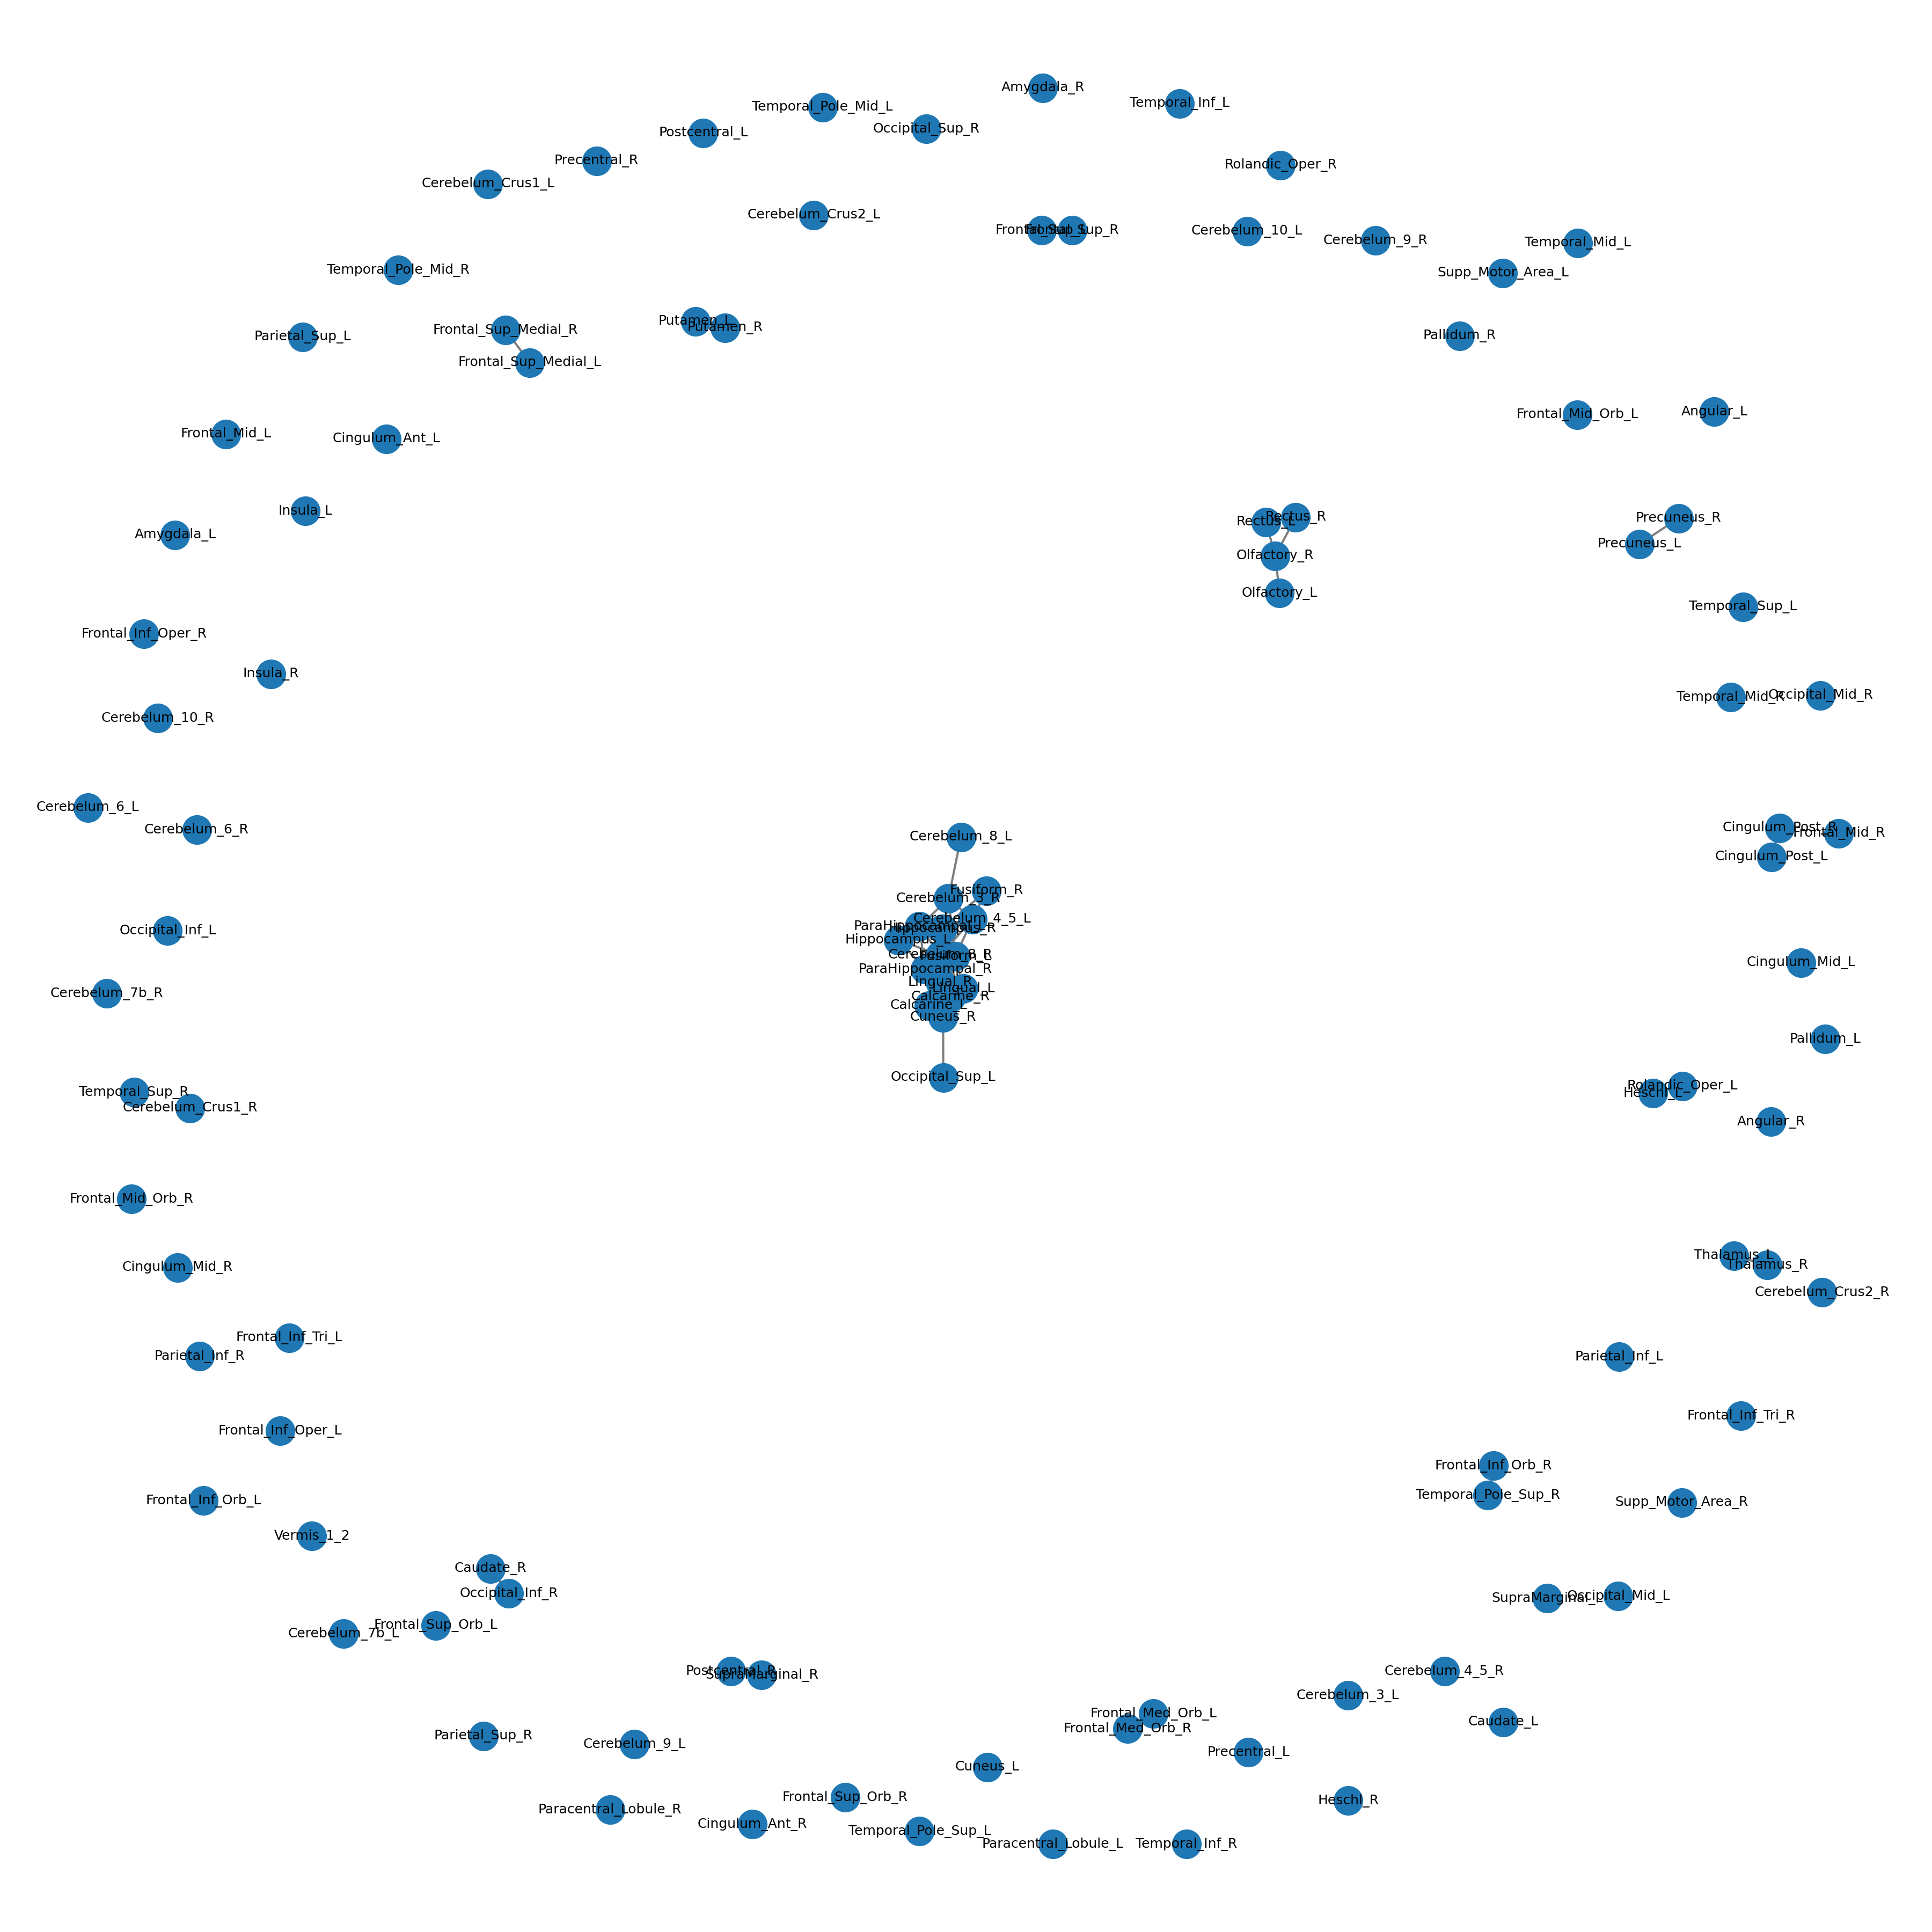 Amygdala_R
Temporal_Pole_Mid_L
Temporal_Inf_L
Postcentral_L
Occipital_Sup_R
Precentral_R
Rolandic_Oper_R
Cerebelum_Crus1_L
Cerebelum_Crus2_L
Frontal_Sup_L
Frontal_Sup_R
Cerebelum_10_L
Cerebelum_9_R
Temporal_Mid_L
Temporal_Pole_Mid_R
Supp_Motor_Area_L
Putamen_L
Putamen_R
Frontal_Sup_Medial_R
Parietal_Sup_L
Pallidum_R
Frontal_Sup_Medial_L
Frontal_Mid_Orb_L
Angular_L
Frontal_Mid_L
Cingulum_Ant_L
Insula_L
Rectus_L
Rectus_R
Precuneus_R
Amygdala_L
Precuneus_L
Olfactory_R
Olfactory_L
Temporal_Sup_L
Frontal_Inf_Oper_R
Insula_R
Temporal_Mid_R
Occipital_Mid_R
Cerebelum_10_R
Cerebelum_6_L
Cerebelum_6_R
Cingulum_Post_R
Frontal_Mid_R
Cerebelum_8_L
Cingulum_Post_L
Fusiform_R
Cerebelum_3_R
Cerebelum_4_5_L
ParaHippocampal_L
Hippocampus_R
Occipital_Inf_L
Hippocampus_L
Cerebelum_8_R
Fusiform_L
Cingulum_Mid_L
ParaHippocampal_R
Lingual_R
Lingual_L
Cerebelum_7b_R
Calcarine_R
Calcarine_L
Cuneus_R
Pallidum_L
Occipital_Sup_L
Rolandic_Oper_L
Temporal_Sup_R
Heschl_L
Cerebelum_Crus1_R
Angular_R
Frontal_Mid_Orb_R
Thalamus_L
Thalamus_R
Cingulum_Mid_R
Cerebelum_Crus2_R
Frontal_Inf_Tri_L
Parietal_Inf_R
Parietal_Inf_L
Frontal_Inf_Tri_R
Frontal_Inf_Oper_L
Frontal_Inf_Orb_R
Temporal_Pole_Sup_R
Frontal_Inf_Orb_L
Supp_Motor_Area_R
Vermis_1_2
Caudate_R
Occipital_Inf_R
SupraMarginal_L
Occipital_Mid_L
Frontal_Sup_Orb_L
Cerebelum_7b_L
Postcentral_R
SupraMarginal_R
Cerebelum_4_5_R
Cerebelum_3_L
Frontal_Med_Orb_L
Caudate_L
Frontal_Med_Orb_R
Parietal_Sup_R
Cerebelum_9_L
Precentral_L
Cuneus_L
Frontal_Sup_Orb_R
Heschl_R
Paracentral_Lobule_R
Cingulum_Ant_R
Temporal_Pole_Sup_L
Paracentral_Lobule_L
Temporal_Inf_R